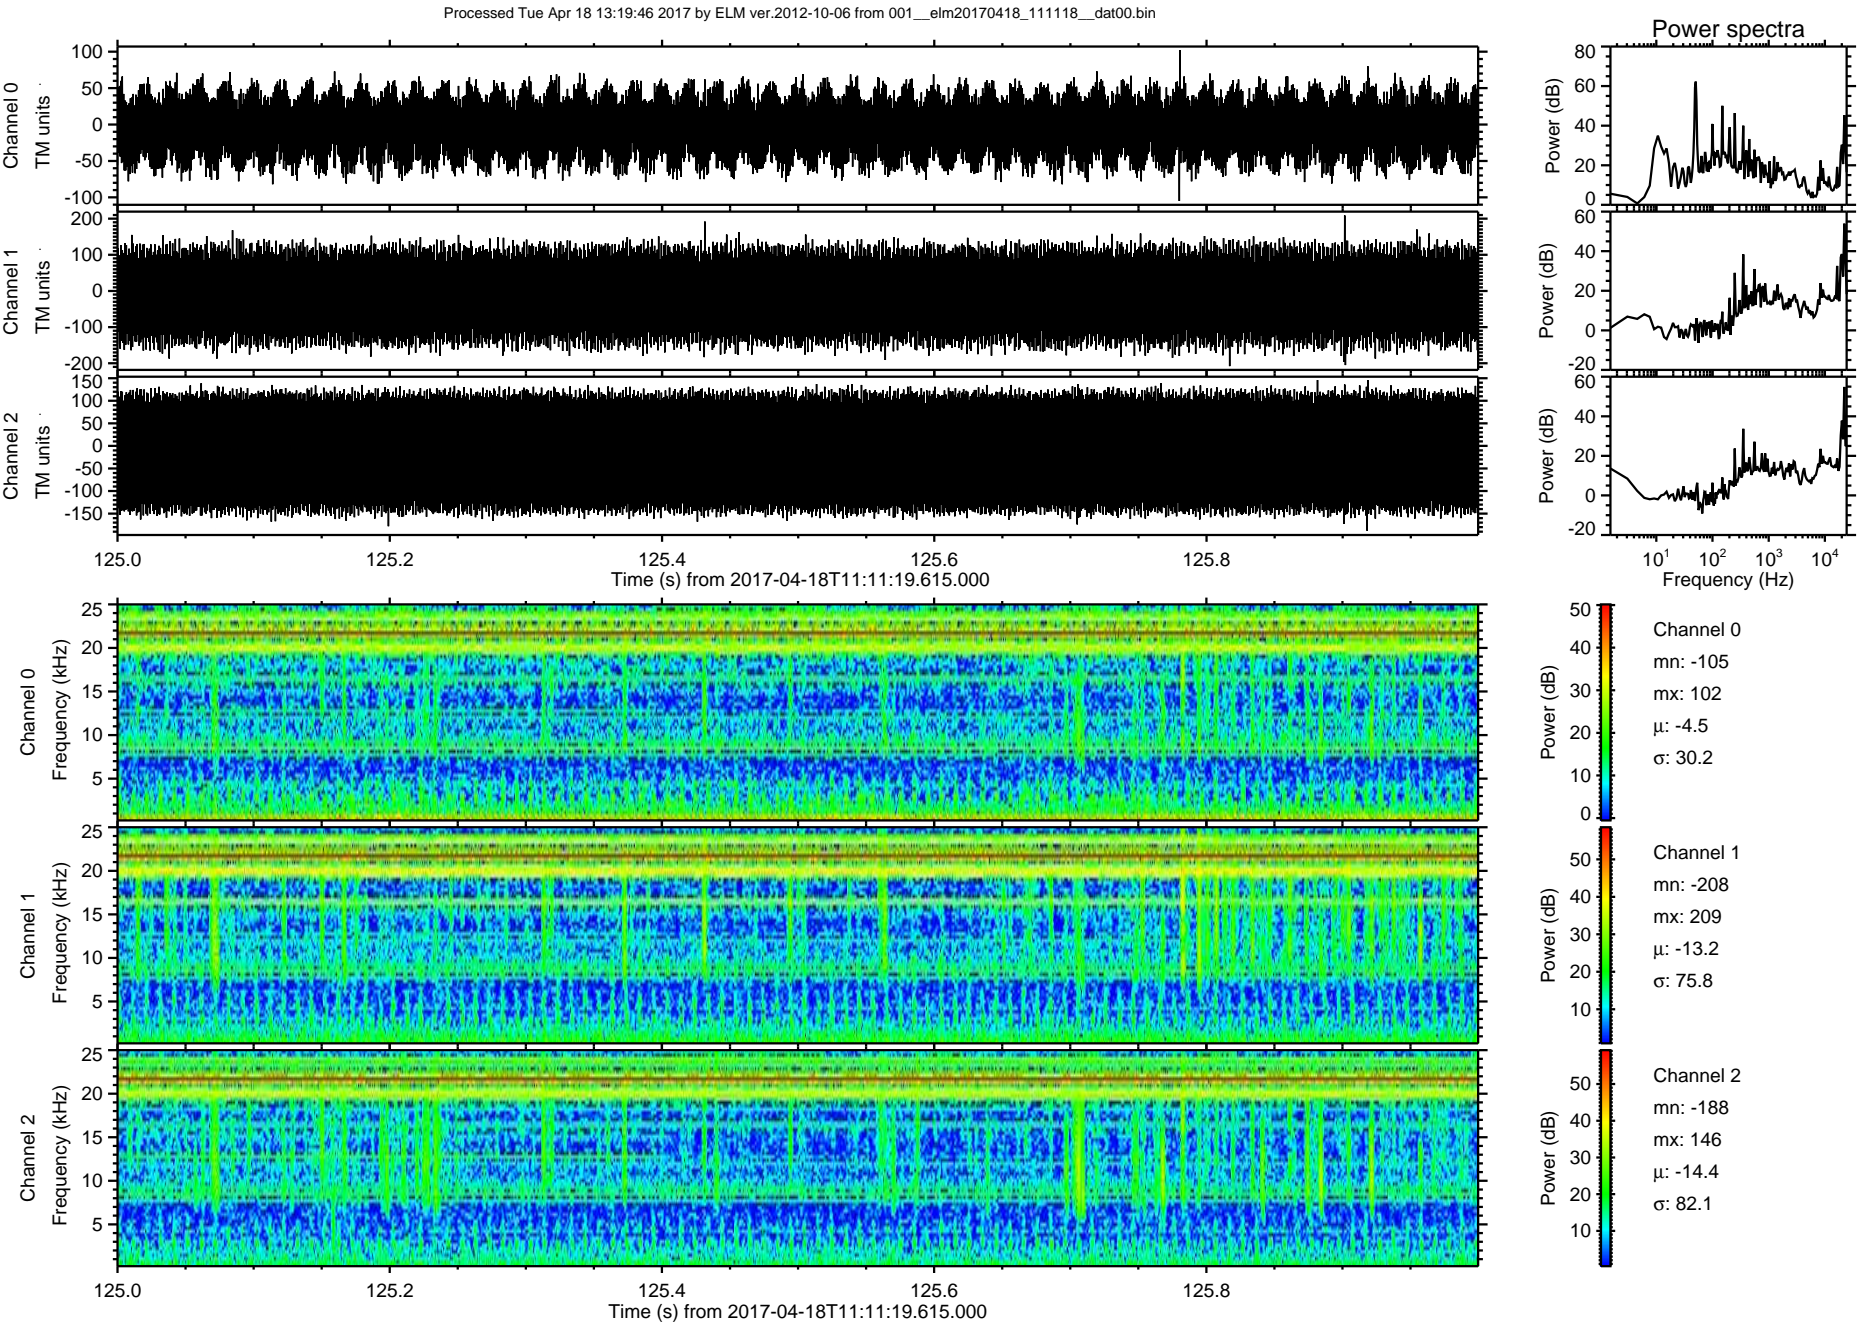 Processed Tue Apr 18 13:19:46 2017 by ELM ver.2012-10-06 from 001__elm20170418_111118__dat00.bin
Power spectra
Channel 0
TM units
100
50
0
-50
-100
Power (dB)
80
60
40
20
0
Channel 1
TM units
200
100
0
-100
-200
Power (dB)
60
40
20
0
-20
Channel 2
TM units
150
100
50
0
-50
-100
-150
Power (dB)
60
40
20
0
-20
125.0 125.2 125.4 125.6 125.8
Time (s) from 2017-04-18T11:11:19.615.000
10^1 10^2 10^3 10^4
Frequency (Hz)
Channel 0
Frequency (kHz)
25
20
15
10
5
Power (dB)
50
40
30
20
10
0
Channel 0
mn: -105
mx: 102
μ: -4.5
σ: 30.2
Channel 1
Frequency (kHz)
25
20
15
10
5
Power (dB)
50
40
30
20
10
Channel 1
mn: -208
mx: 209
μ: -13.2
σ: 75.8
Channel 2
Frequency (kHz)
25
20
15
10
5
Power (dB)
50
40
30
20
10
Channel 2
mn: -188
mx: 146
μ: -14.4
σ: 82.1
125.0 125.2 125.4 125.6 125.8
Time (s) from 2017-04-18T11:11:19.615.000